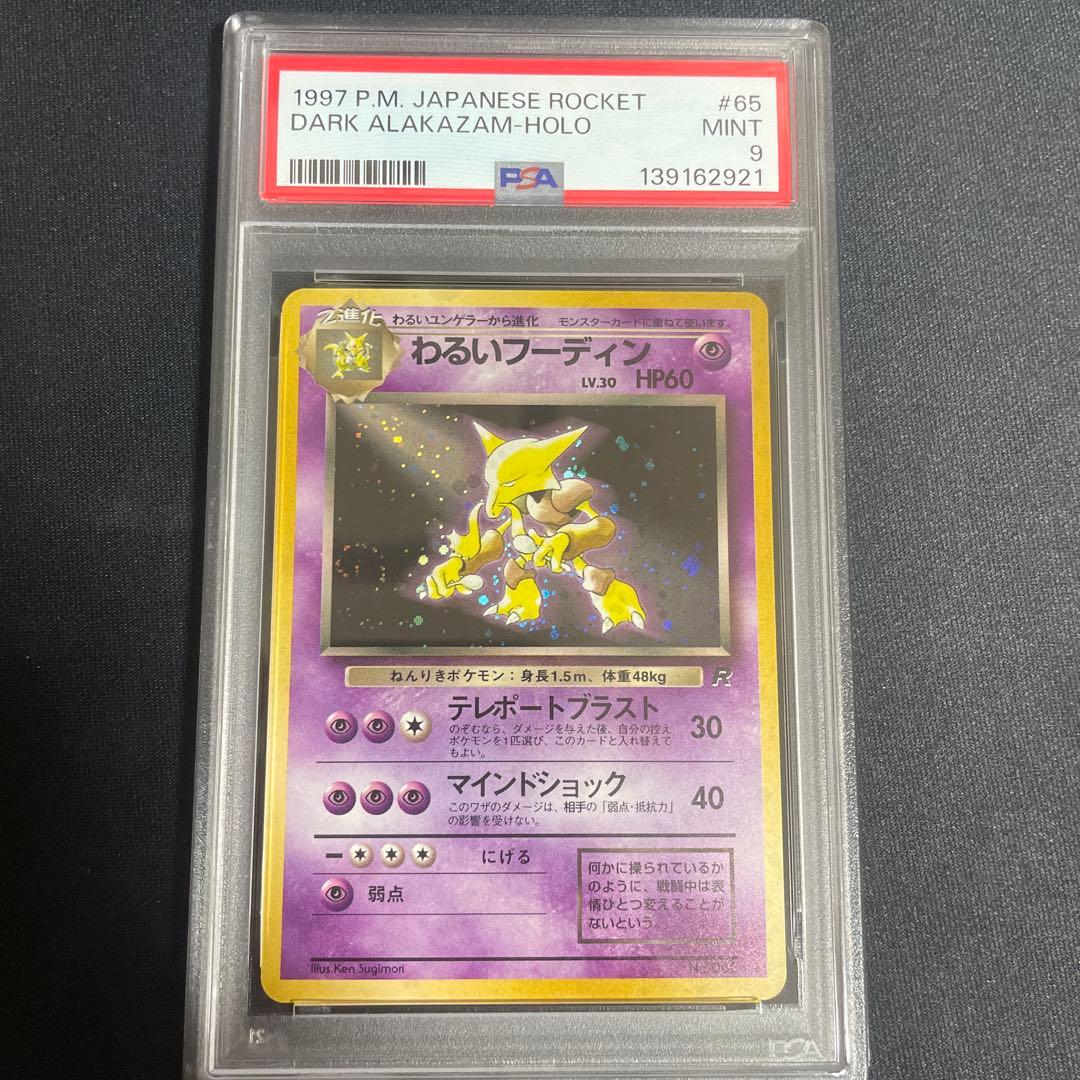 1997 P.M. JAPANESE ROCKET #65
DARK ALAKAZAM-HOLO MINT
9
PSA 139162921
2進化 わるいユンゲラーから進化 モンスターカードに重ねて使います。
わるいフーディン
LV.30 HP60
ねんりきポケモン：身長1.5m、体重48kg R
テレポートブラスト
のぞむなら、ダメージを与えた後、自分の控え
ポケモンを1匹選び、このカードと入れ替えて
もよい。
30
マインドショック
このワザのダメージは、相手の「弱点・抵抗力」
の影響を受けない。
40
ー にげる
弱点
何かに操られているか
のように、戦闘中は表
情ひとつ変えることが
ないという。
Illus.Ken Sugimori
No.065
21
PSA